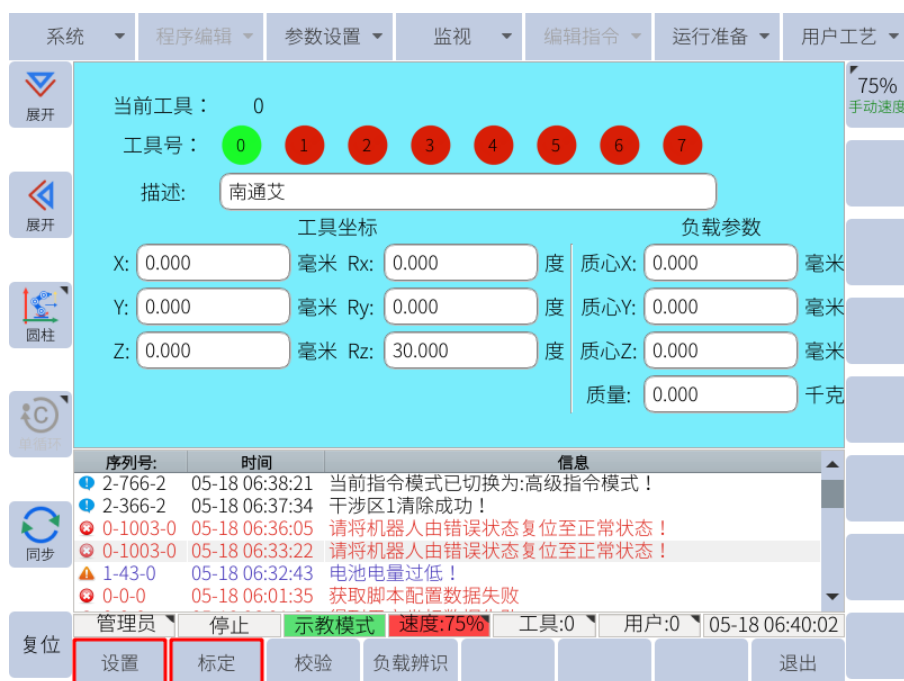 系统 程序编辑 参数设置 监视 编辑指令 运行准备 用户工艺
展开
75%
手动速度
当前工具： 0
工具号： 0 1 2 3 4 5 6 7
描述: 南通艾
展开
工具坐标 负载参数
X: 0.000 毫米 Rx: 0.000 度 质心X: 0.000 毫米
Y: 0.000 毫米 Ry: 0.000 度 质心Y: 0.000 毫米
圆柱
Z: 0.000 毫米 Rz: 30.000 度 质心Z: 0.000 毫米
质量: 0.000 千克
单循环
序列号: 时间 信息
2-766-2 05-18 06:38:21 当前指令模式已切换为:高级指令模式！
2-366-2 05-18 06:37:34 干涉区1清除成功！
0-1003-0 05-18 06:36:05 请将机器人由错误状态复位至正常状态！
0-1003-0 05-18 06:33:22 请将机器人由错误状态复位至正常状态！
同步
1-43-0 05-18 06:32:43 电池电量过低！
0-0-0 05-18 06:01:35 获取脚本配置数据失败
管理员 停止 示教模式 速度:75% 工具:0 用户:0 05-18 06:40:02
复位
设置 标定 校验 负载辨识 退出